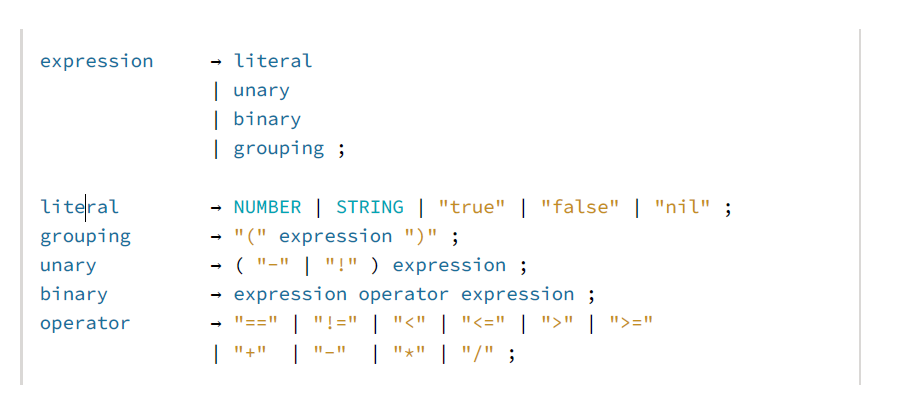 expression → literal
| unary
| binary
| grouping ;
literal → NUMBER | STRING | "true" | "false" | "nil" ;
grouping → "(" expression ")" ;
unary → ( "-" | "!" ) expression ;
binary → expression operator expression ;
operator → "==" | "!=" | "<" | "<=" | ">" | ">="
| "+" | "-" | "*" | "/" ;